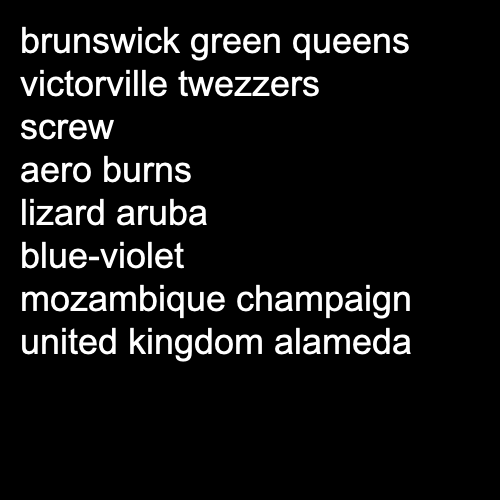 brunswick green queens
victorville twezzers
screw
aero burns
lizard aruba
blue-violet
mozambique champaign
united kingdom alameda